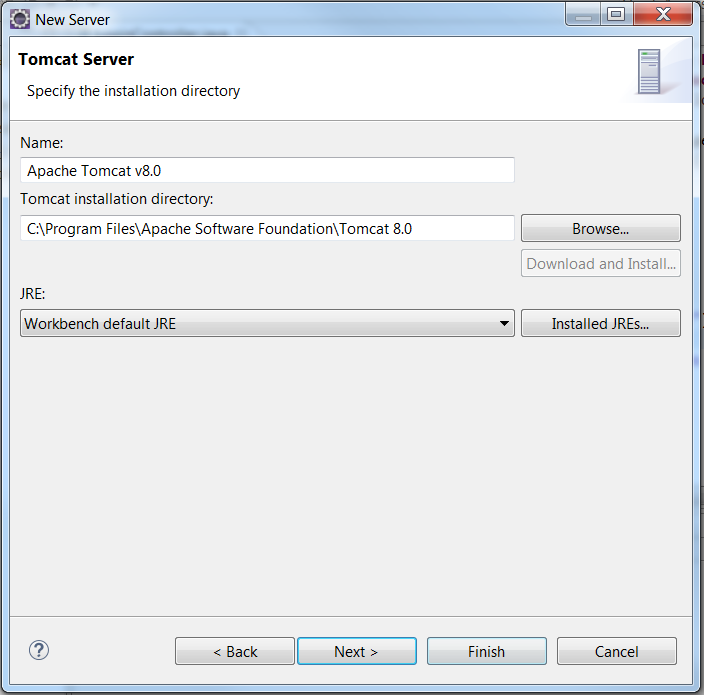 New Server
Tomcat Server
Specify the installation directory
Name:
Apache Tomcat v8.0
Tomcat installation directory:
C:\Program Files\Apache Software Foundation\Tomcat 8.0
Browse...
Download and Install...
JRE:
Workbench default JRE
Installed JREs...
?
< Back
Next >
Finish
Cancel